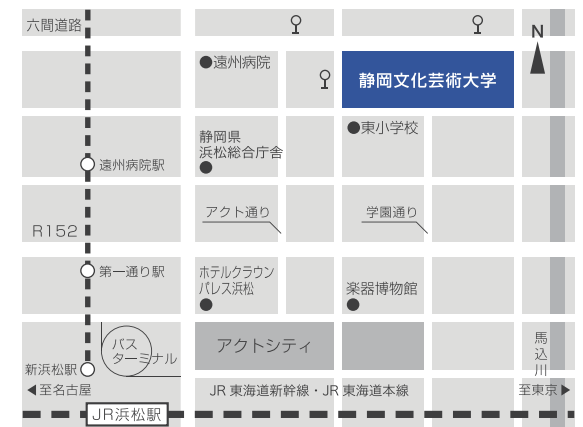 六間道路
N
遠州病院
静岡文化芸術大学
東小学校
静岡県
浜松総合庁舎
遠州病院駅
アクト通り
学園通り
R152
第一通り駅
ホテルクラウン
パレス浜松
楽器博物館
バス
ターミナル
アクトシティ
馬込川
新浜松駅
至名古屋
JR 東海道新幹線・JR 東海道本線
至東京
JR浜松駅